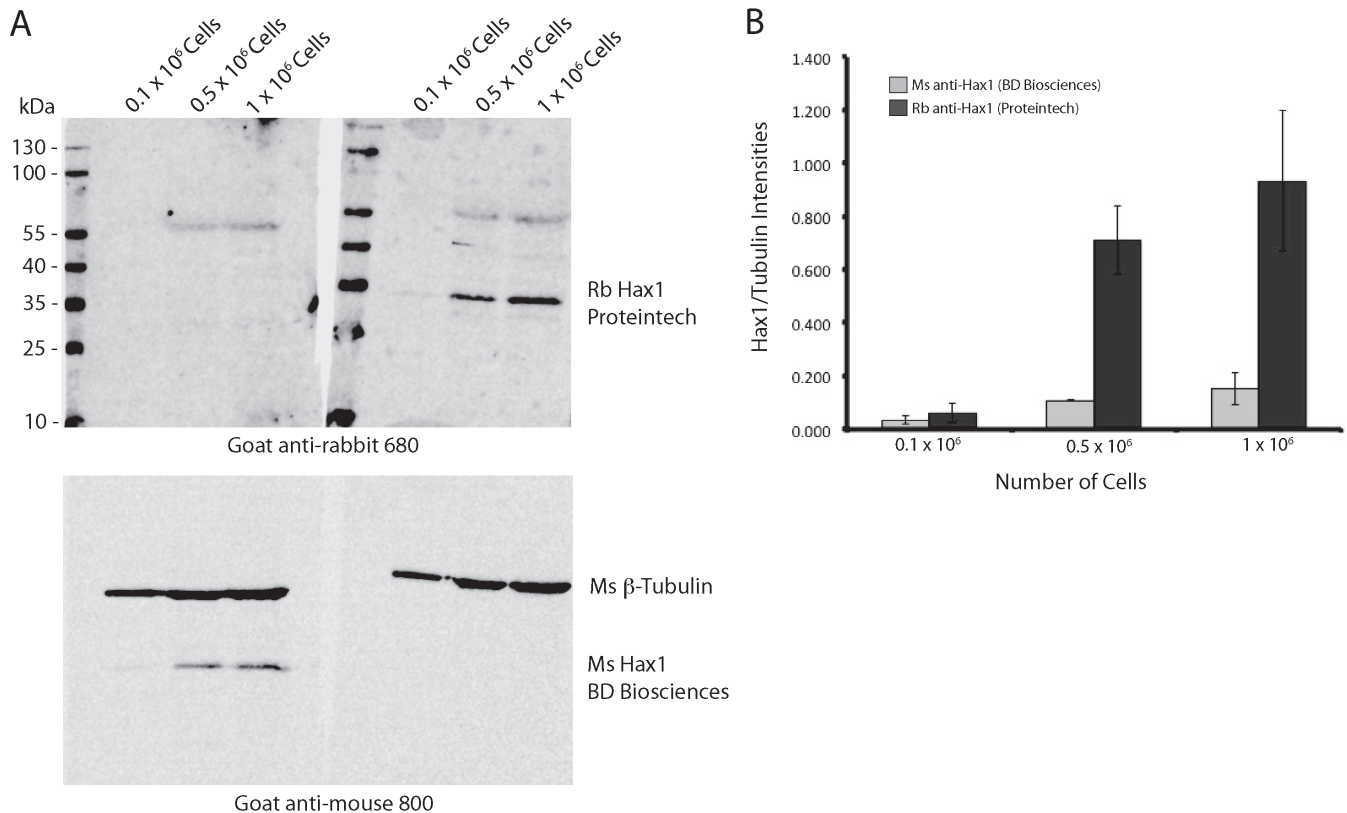 A
0.1 x 10⁶ Cells
0.5 x 10⁶ Cells
1 x 10⁶ Cells
0.1 x 10⁶ Cells
0.5 x 10⁶ Cells
1 x 10⁶ Cells
kDa
130 -
100 -
55 -
40 -
35 -
25 -
10 -
Rb Hax1
Proteintech
Goat anti-rabbit 680
Ms β-Tubulin
Ms Hax1
BD Biosciences
Goat anti-mouse 800
B
Hax1/Tubulin Intensities
1.400
1.200
1.000
0.800
0.600
0.400
0.200
0.000
Ms anti-Hax1 (BD Biosciences)
Rb anti-Hax1 (Proteintech)
0.1 x 10⁶
0.5 x 10⁶
1 x 10⁶
Number of Cells